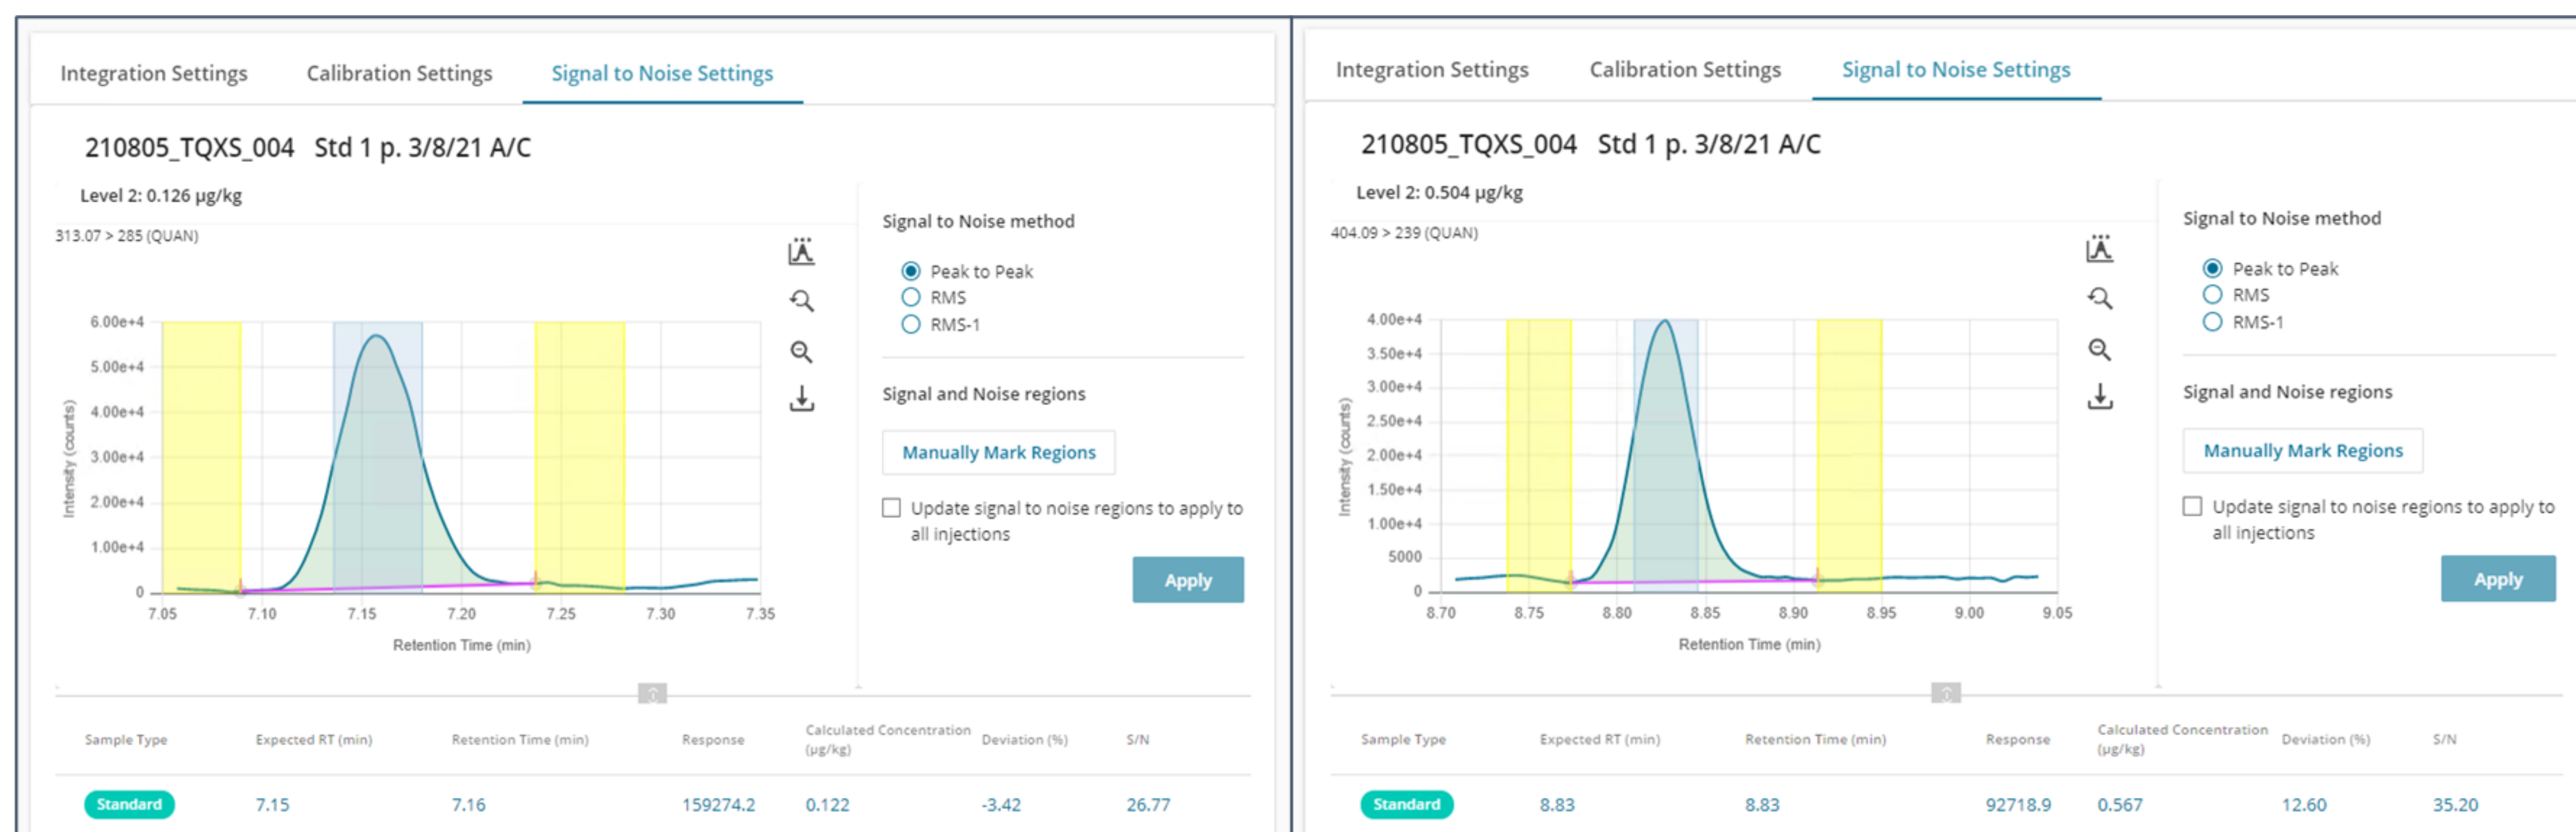 Integration Settings Calibration Settings Signal to Noise Settings
210805_TQXS_004 Std 1 p. 3/8/21 A/C
Level 2: 0.126 µg/kg
313.07 > 285 (QUAN)
6.00e+4
5.00e+4
4.00e+4
3.00e+4
2.00e+4
1.00e+4
0
Intensity (counts)
7.05 7.10 7.15 7.20 7.25 7.30 7.35
Retention Time (min)
Signal to Noise method
Peak to Peak
RMS
RMS-1
Signal and Noise regions
Manually Mark Regions
Update signal to noise regions to apply to
all injections
Apply
Sample Type Expected RT (min) Retention Time (min) Response Calculated Concentration (µg/kg) Deviation (%) S/N
Standard 7.15 7.16 159274.2 0.122 -3.42 26.77
Integration Settings Calibration Settings Signal to Noise Settings
210805_TQXS_004 Std 1 p. 3/8/21 A/C
Level 2: 0.504 µg/kg
404.09 > 239 (QUAN)
4.00e+4
3.50e+4
3.00e+4
2.50e+4
2.00e+4
1.50e+4
1.00e+4
5000
0
Intensity (counts)
8.70 8.75 8.80 8.85 8.90 8.95 9.00 9.05
Retention Time (min)
Signal to Noise method
Peak to Peak
RMS
RMS-1
Signal and Noise regions
Manually Mark Regions
Update signal to noise regions to apply to
all injections
Apply
Sample Type Expected RT (min) Retention Time (min) Response Calculated Concentration (µg/kg) Deviation (%) S/N
Standard 8.83 8.83 92718.9 0.567 12.60 35.20